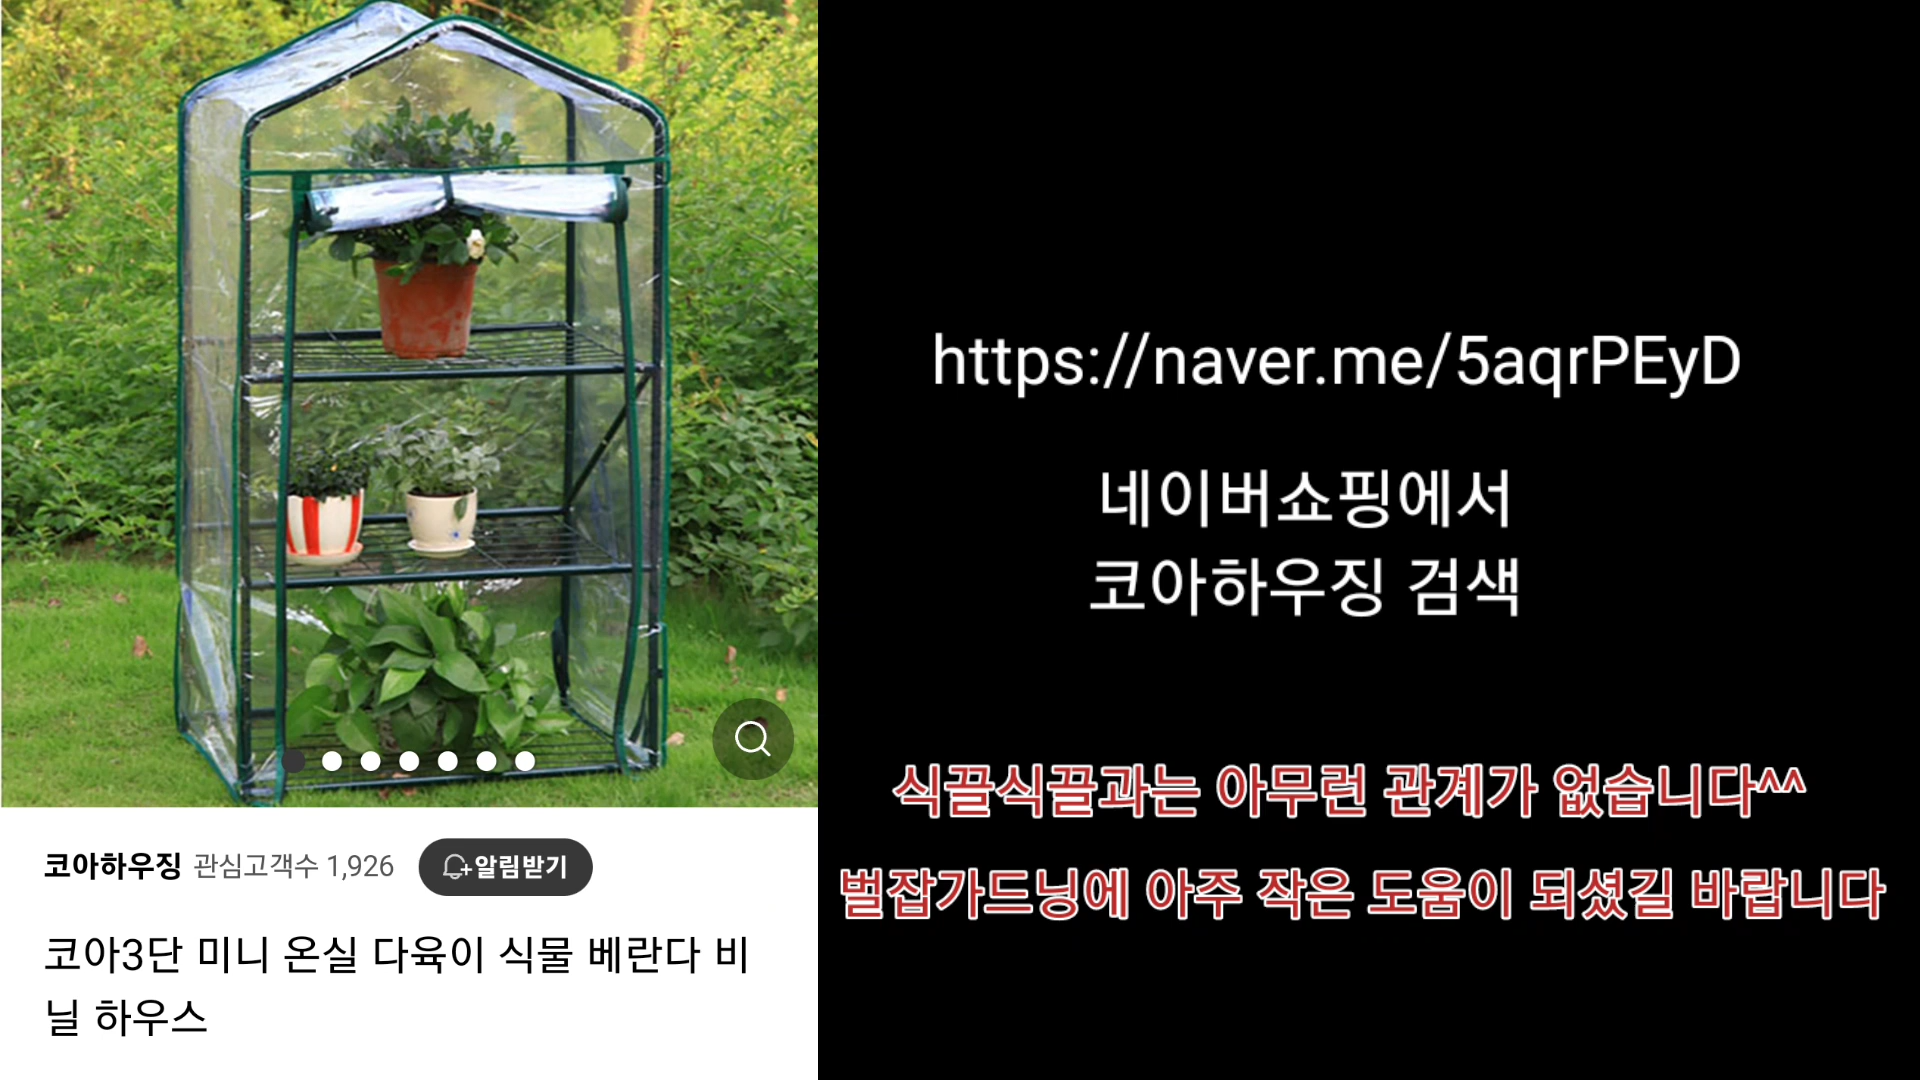 코아하우징 관심고객수 1,926 알림받기
코아3단 미니 온실 다육이 식물 베란다 비
닐 하우스
https://naver.me/5aqrPEyD
네이버쇼핑에서
코아하우징 검색
식끌식끌과는 아무런 관계가 없습니다^^
벌잡가드닝에 아주 작은 도움이 되셨길 바랍니다